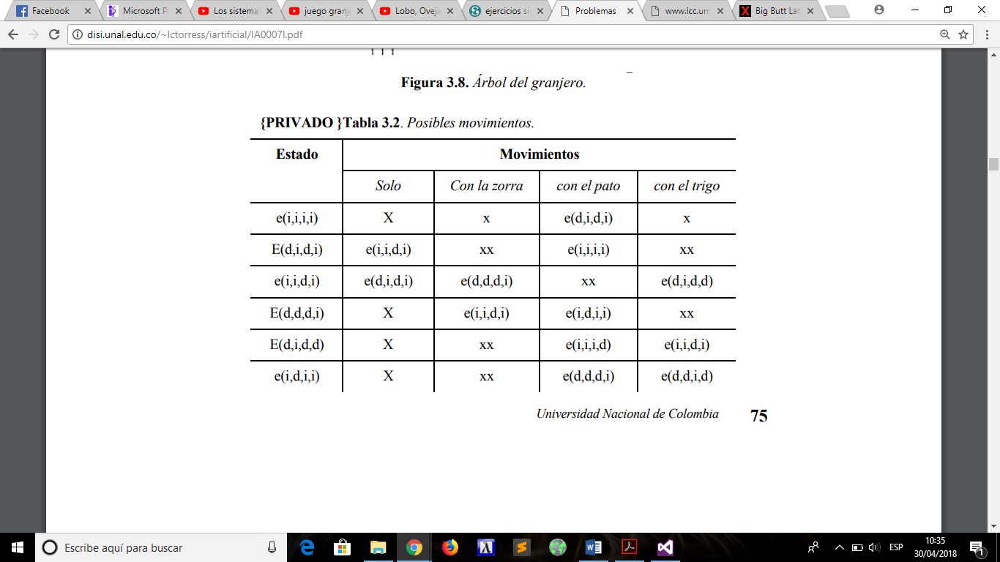 Facebook
Microsoft P
Los sistema
juego granj
Lobo, Oveja
ejercicios si
Problemas
www.lcc.um
Big Butt Lat
disi.unal.edu.co/~lctorress/iartificial/IA0007I.pdf
Figura 3.8. Árbol del granjero.
{PRIVADO }Tabla 3.2. Posibles movimientos.
Estado Movimientos
Solo Con la zorra con el pato con el trigo
e(i,i,i,i) X x e(d,i,d,i) x
E(d,i,d,i) e(i,i,d,i) xx e(i,i,i,i) xx
e(i,i,d,i) e(d,i,d,i) e(d,d,d,i) xx e(d,i,d,d)
E(d,d,d,i) X e(i,i,d,i) e(i,d,i,i) xx
E(d,i,d,d) X xx e(i,i,i,d) e(i,i,d,i)
e(i,d,i,i) X xx e(d,d,d,i) e(d,d,i,d)
Universidad Nacional de Colombia 75
Escribe aquí para buscar
ESP
10:35
30/04/2018
1